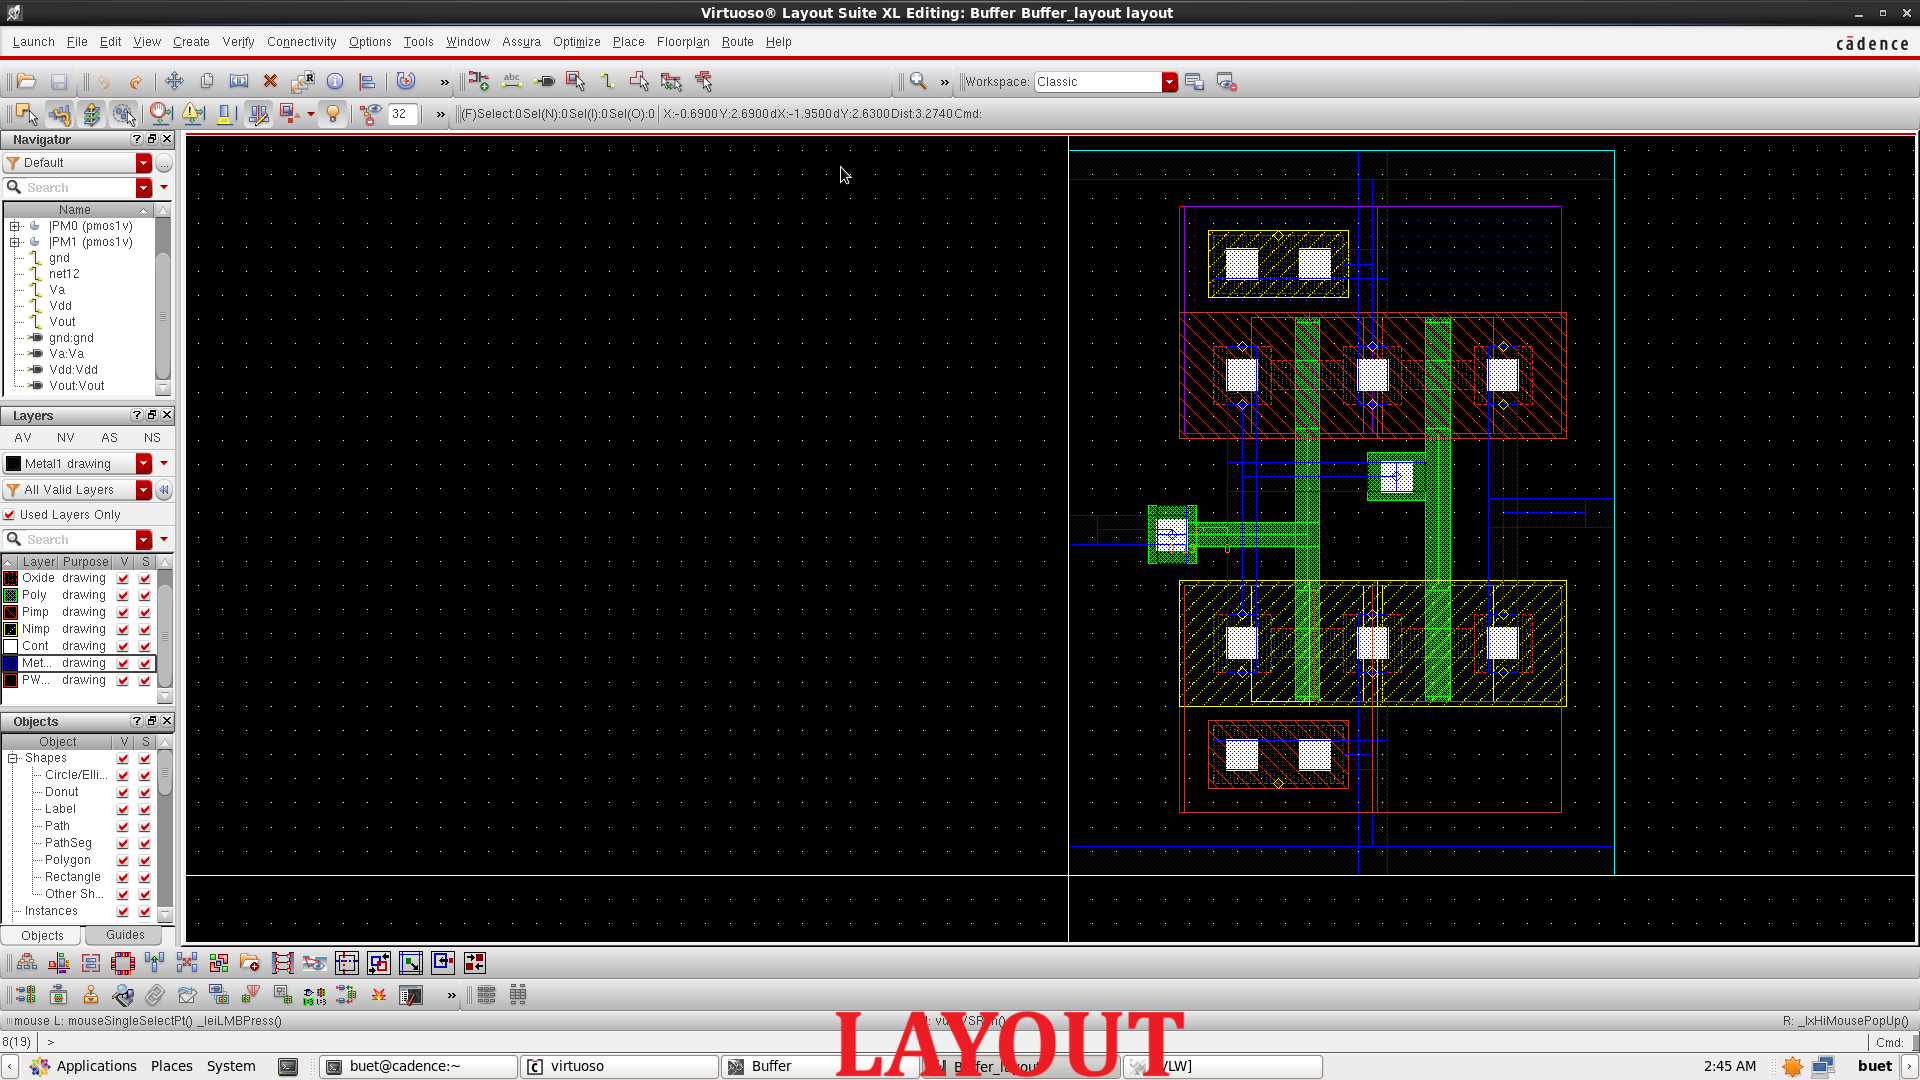 Virtuoso® Layout Suite XL Editing: Buffer Buffer_layout layout
Launch File Edit View Create Verify Connectivity Options Tools Window Assura Optimize Place Floorplan Route Help
cādence
Workspace: Classic
32 (F)Select:0 Sel(N):0 Sel(I):0 Sel(O):0 X:-0.6900 Y:2.6900 dX:-1.9500 dY:2.6300 Dist:3.2740 Cmd:
Navigator
Default
Search
Name
|PM0 (pmos1v)
|PM1 (pmos1v)
gnd
net12
Va
Vdd
Vout
gnd:gnd
Va:Va
Vdd:Vdd
Vout:Vout
Layers
AV NV AS NS
Metal1 drawing
All Valid Layers
Used Layers Only
Search
Layer Purpose V S
Oxide drawing
Poly drawing
Pimp drawing
Nimp drawing
Cont drawing
Met... drawing
PW... drawing
Objects
Object V S
Shapes
Circle/Elli...
Donut
Label
Path
PathSeg
Polygon
Rectangle
Other Sh...
Instances
Objects Guides
mouse L: mouseSingleSelectPt() _leiLMBPress()
R: _lxHiMousePopUp()
8(19) >
Cmd:
LAYOUT
Applications Places System buet@cadence:~ virtuoso Buffer Buffer_layout 2:45 AM buet